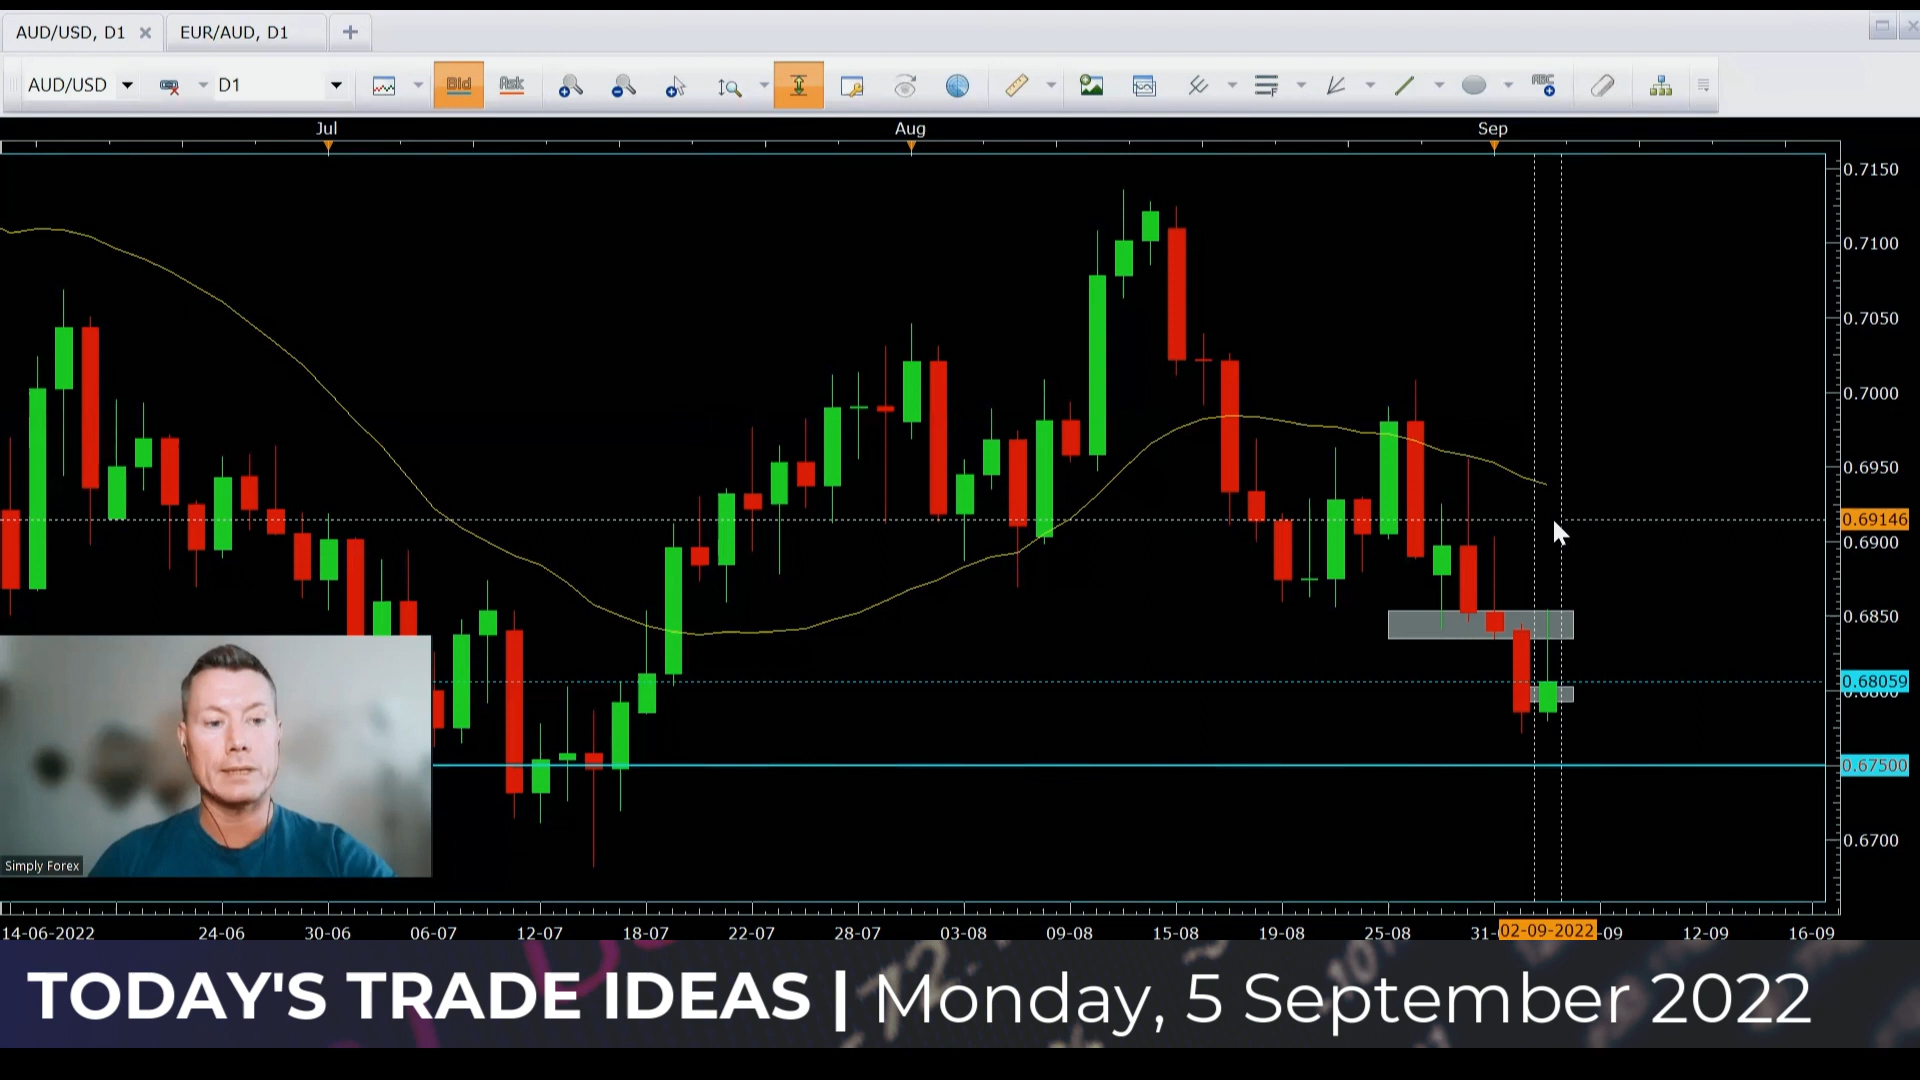 AUD/USD, D1
EUR/AUD, D1
AUD/USD
D1
Bid
Ask
ABC
Jul
Aug
Sep
0.7150
0.7100
0.7050
0.7000
0.6950
0.69146
0.6900
0.6850
0.68059
0.67500
0.6700
Simply Forex
14-06-2022
24-06
30-06
06-07
12-07
18-07
22-07
28-07
03-08
09-08
15-08
19-08
25-08
31-
02-09-2022
-09
12-09
16-09
TODAY'S TRADE IDEAS | Monday, 5 September 2022